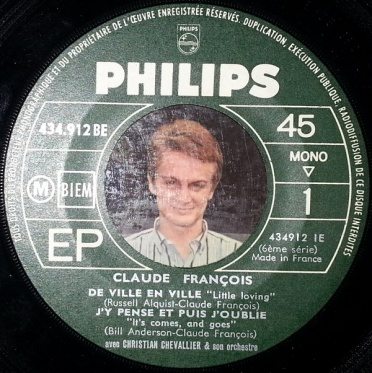 TOUS DROITS DU PRODUCTEUR PHONOGRAPHIQUE ET DU PROPRIÉTAIRE DE L'ŒUVRE ENREGISTRÉE RÉSERVÉS. DUPLICATION, EXÉCUTION PUBLIQUE, RADIODIFFUSION DE CE DISQUE INTERDITES
PHILIPS
PHILIPS
434.912 BE
45
MONO
M
BIEM
1
EP
434912 1E
(6ème série)
Made in France
CLAUDE FRANÇOIS
DE VILLE EN VILLE "Little loving"
(Russell Alquist-Claude François)
J'Y PENSE ET PUIS J'OUBLIE
"It's comes, and goes"
(Bill Anderson-Claude François)
avec CHRISTIAN CHEVALLIER & son orchestre